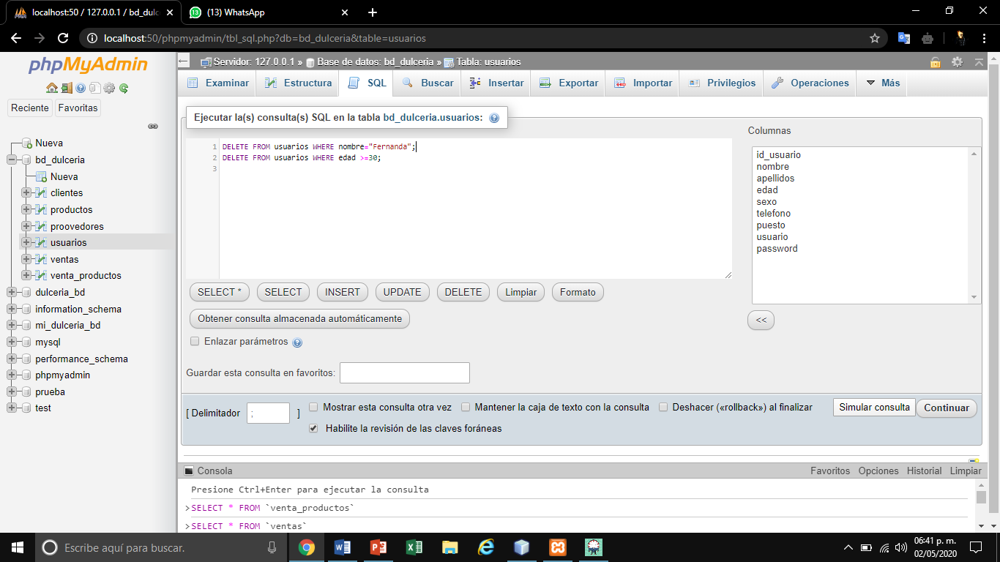 localhost:50 / 127.0.0.1 / bd_dulc
13
(13) WhatsApp
localhost:50/phpmyadmin/tbl_sql.php?db=bd_dulceria&table=usuarios
phpMyAdmin
Reciente
Favoritas
Nueva
bd_dulceria
Nueva
clientes
productos
proovedores
usuarios
ventas
venta_productos
dulceria_bd
information_schema
mi_dulceria_bd
mysql
performance_schema
phpmyadmin
prueba
test
Servidor: 127.0.0.1 » Base de datos: bd_dulceria » Tabla: usuarios
Examinar
Estructura
SQL
Buscar
Insertar
Exportar
Importar
Privilegios
Operaciones
Más
Ejecutar la(s) consulta(s) SQL en la tabla bd_dulceria.usuarios:
1 DELETE FROM usuarios WHERE nombre="Fernanda";
2 DELETE FROM usuarios WHERE edad >=30;
3
Columnas
id_usuario
nombre
apellidos
edad
sexo
telefono
puesto
usuario
password
<<
SELECT *
SELECT
INSERT
UPDATE
DELETE
Limpiar
Formato
Obtener consulta almacenada automáticamente
Enlazar parámetros
Guardar esta consulta en favoritos:
[ Delimitador ; ]
Mostrar esta consulta otra vez
Mantener la caja de texto con la consulta
Deshacer («rollback») al finalizar
Habilite la revisión de las claves foráneas
Simular consulta
Continuar
Consola
Favoritos
Opciones
Historial
Limpiar
Presione Ctrl+Enter para ejecutar la consulta
>SELECT * FROM `venta_productos`
>SELECT * FROM `ventas`
Escribe aquí para buscar.
06:41 p. m.
02/05/2020